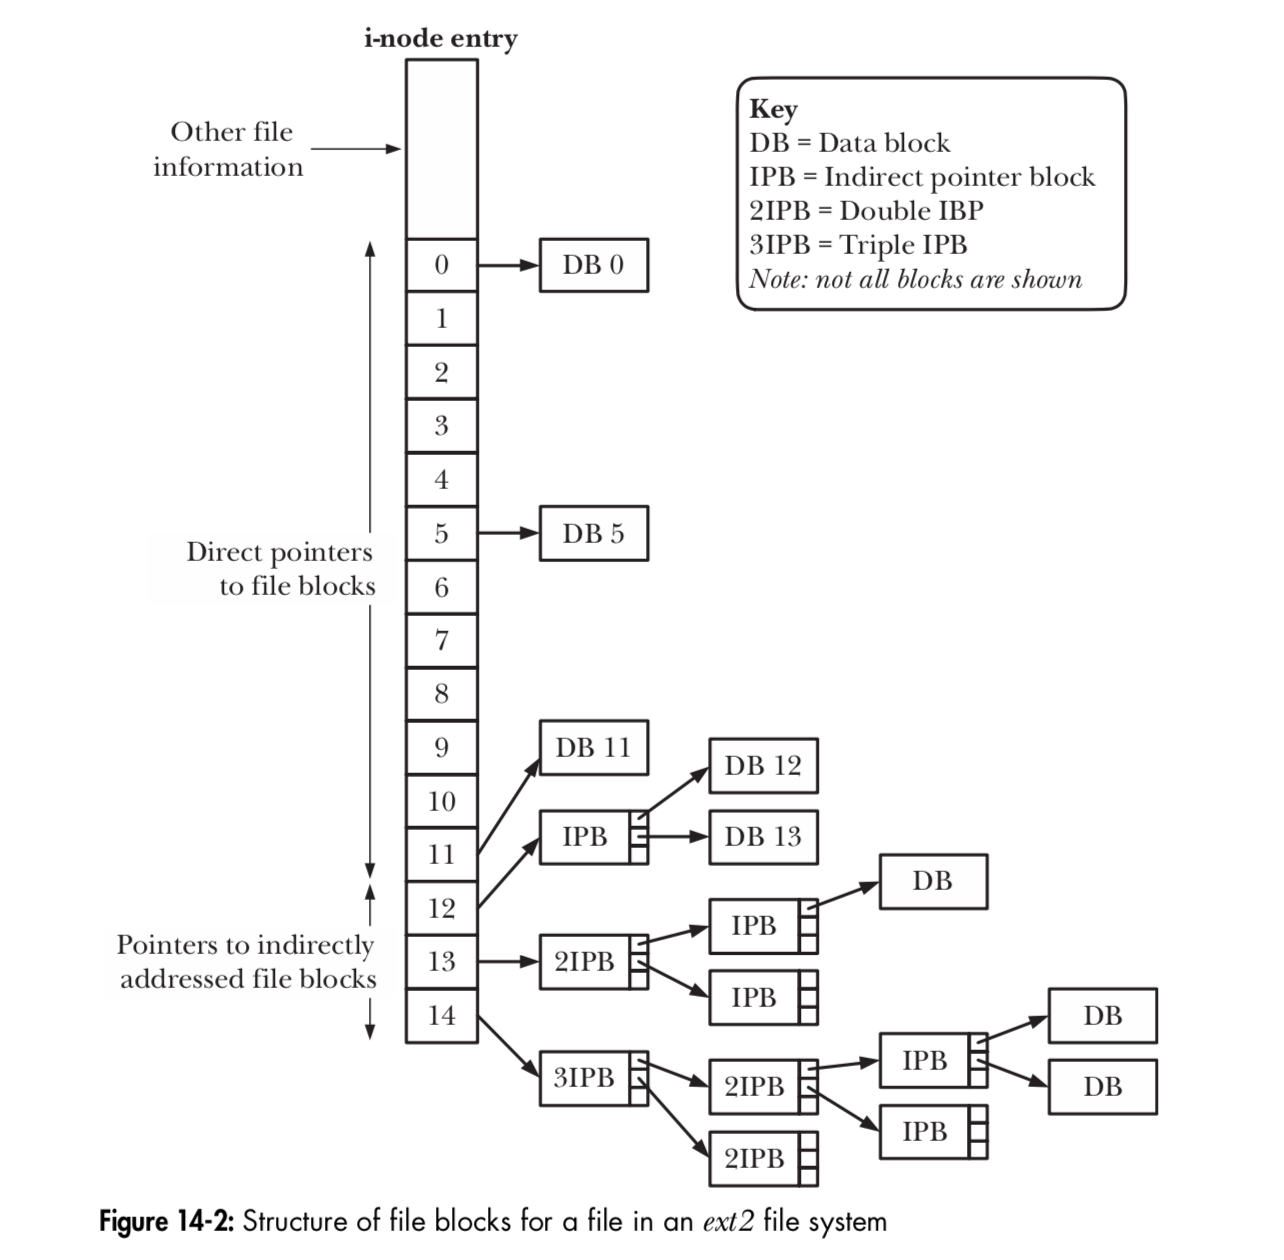 i-node entry
Other file
information
Key
DB = Data block
IPB = Indirect pointer block
2IPB = Double IBP
3IPB = Triple IPB
Note: not all blocks are shown
0
DB 0
1
2
3
4
5
DB 5
Direct pointers
to file blocks
6
7
8
9
DB 11
DB 12
10
IPB
DB 13
11
DB
12
IPB
Pointers to indirectly
addressed file blocks
13
2IPB
IPB
14
DB
3IPB
2IPB
IPB
DB
IPB
2IPB
Figure 14-2: Structure of file blocks for a file in an ext2 file system